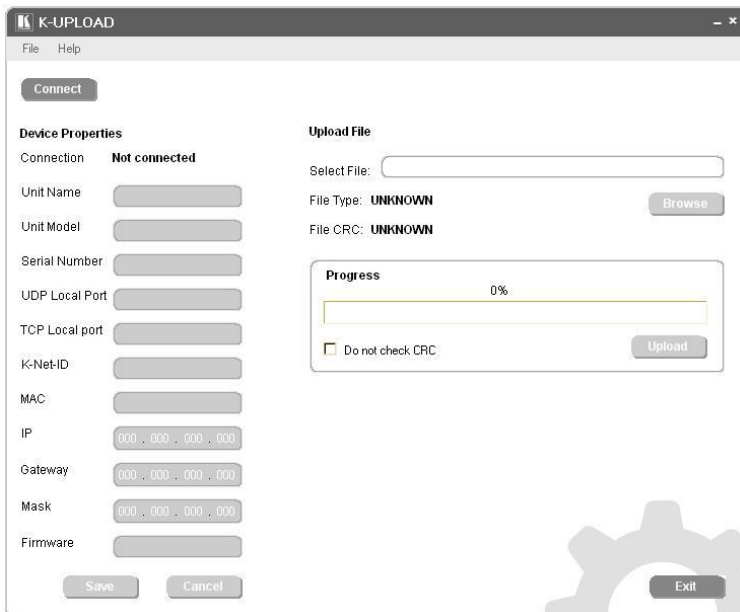 K K-UPLOAD
File Help
Connect
Device Properties
Connection Not connected
Unit Name
Unit Model
Serial Number
UDP Local Port
TCP Local port
K-Net-ID
MAC
IP 000 . 000 . 000 . 000
Gateway 000 . 000 . 000 . 000
Mask 000 . 000 . 000 . 000
Firmware
Save Cancel
Upload File
Select File:
File Type: UNKNOWN
Browse
File CRC: UNKNOWN
Progress
0%
Do not check CRC
Upload
Exit